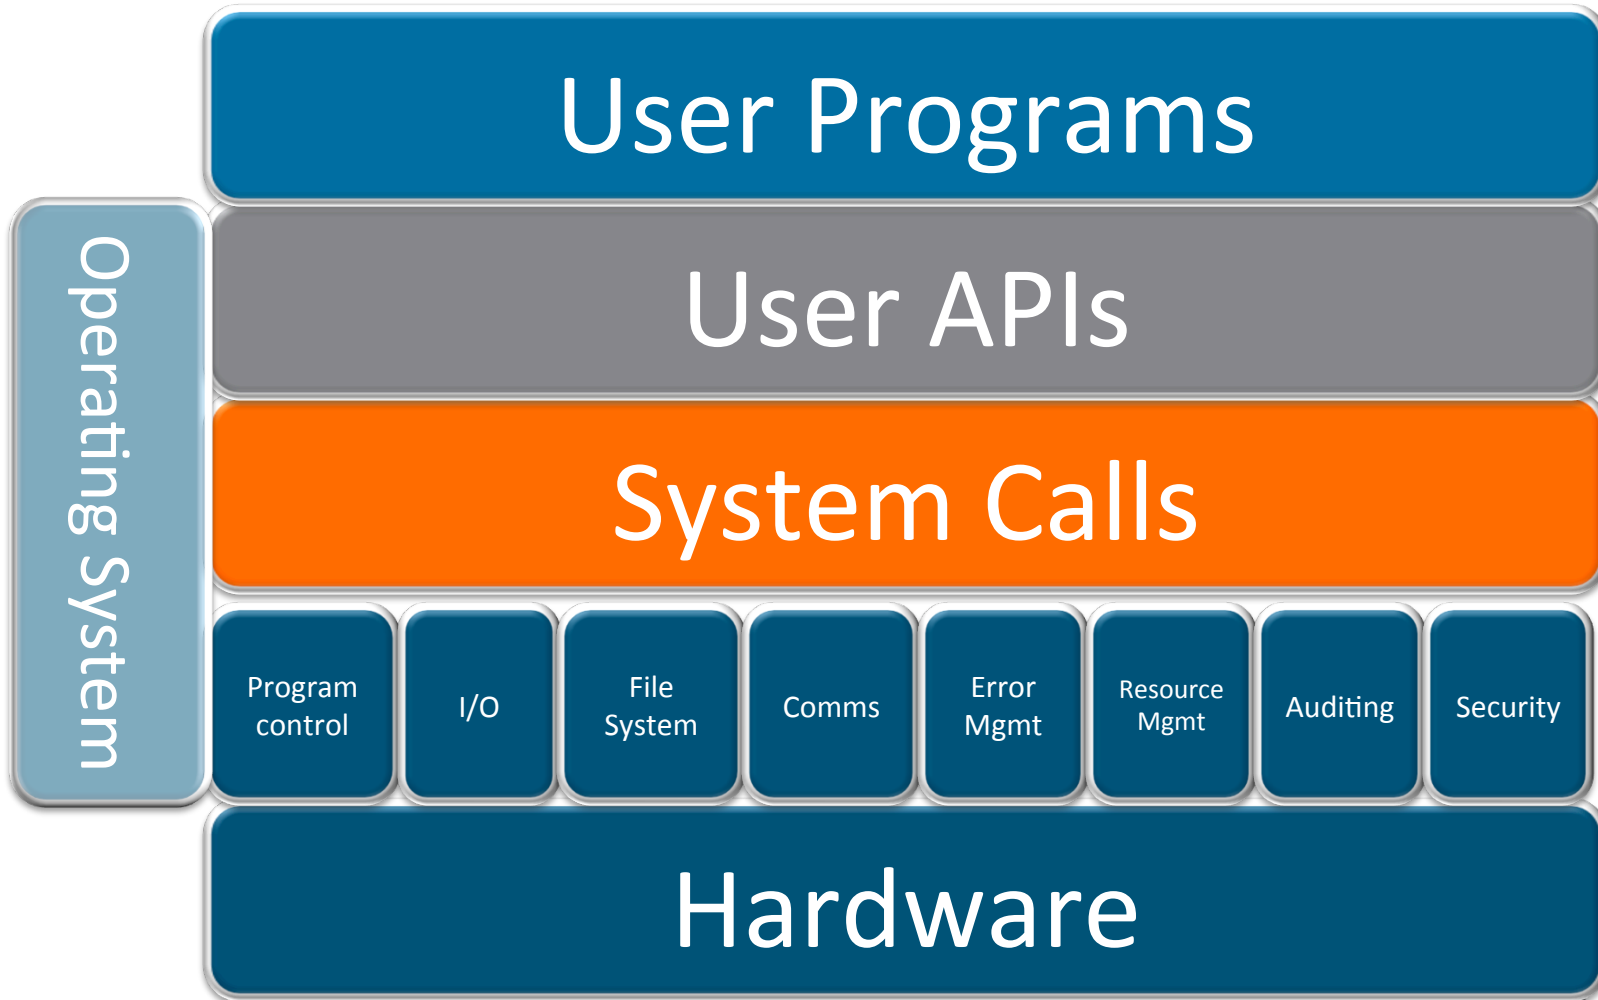 User Programs
Operating System
User APIs
System Calls
Program
control
I/O
File
System
Comms
Error
Mgmt
Resource
Mgmt
Auditing
Security
Hardware